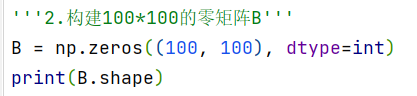 '''2.构建100*100的零矩阵B'''
B = np.zeros((100, 100), dtype=int)
print(B.shape)